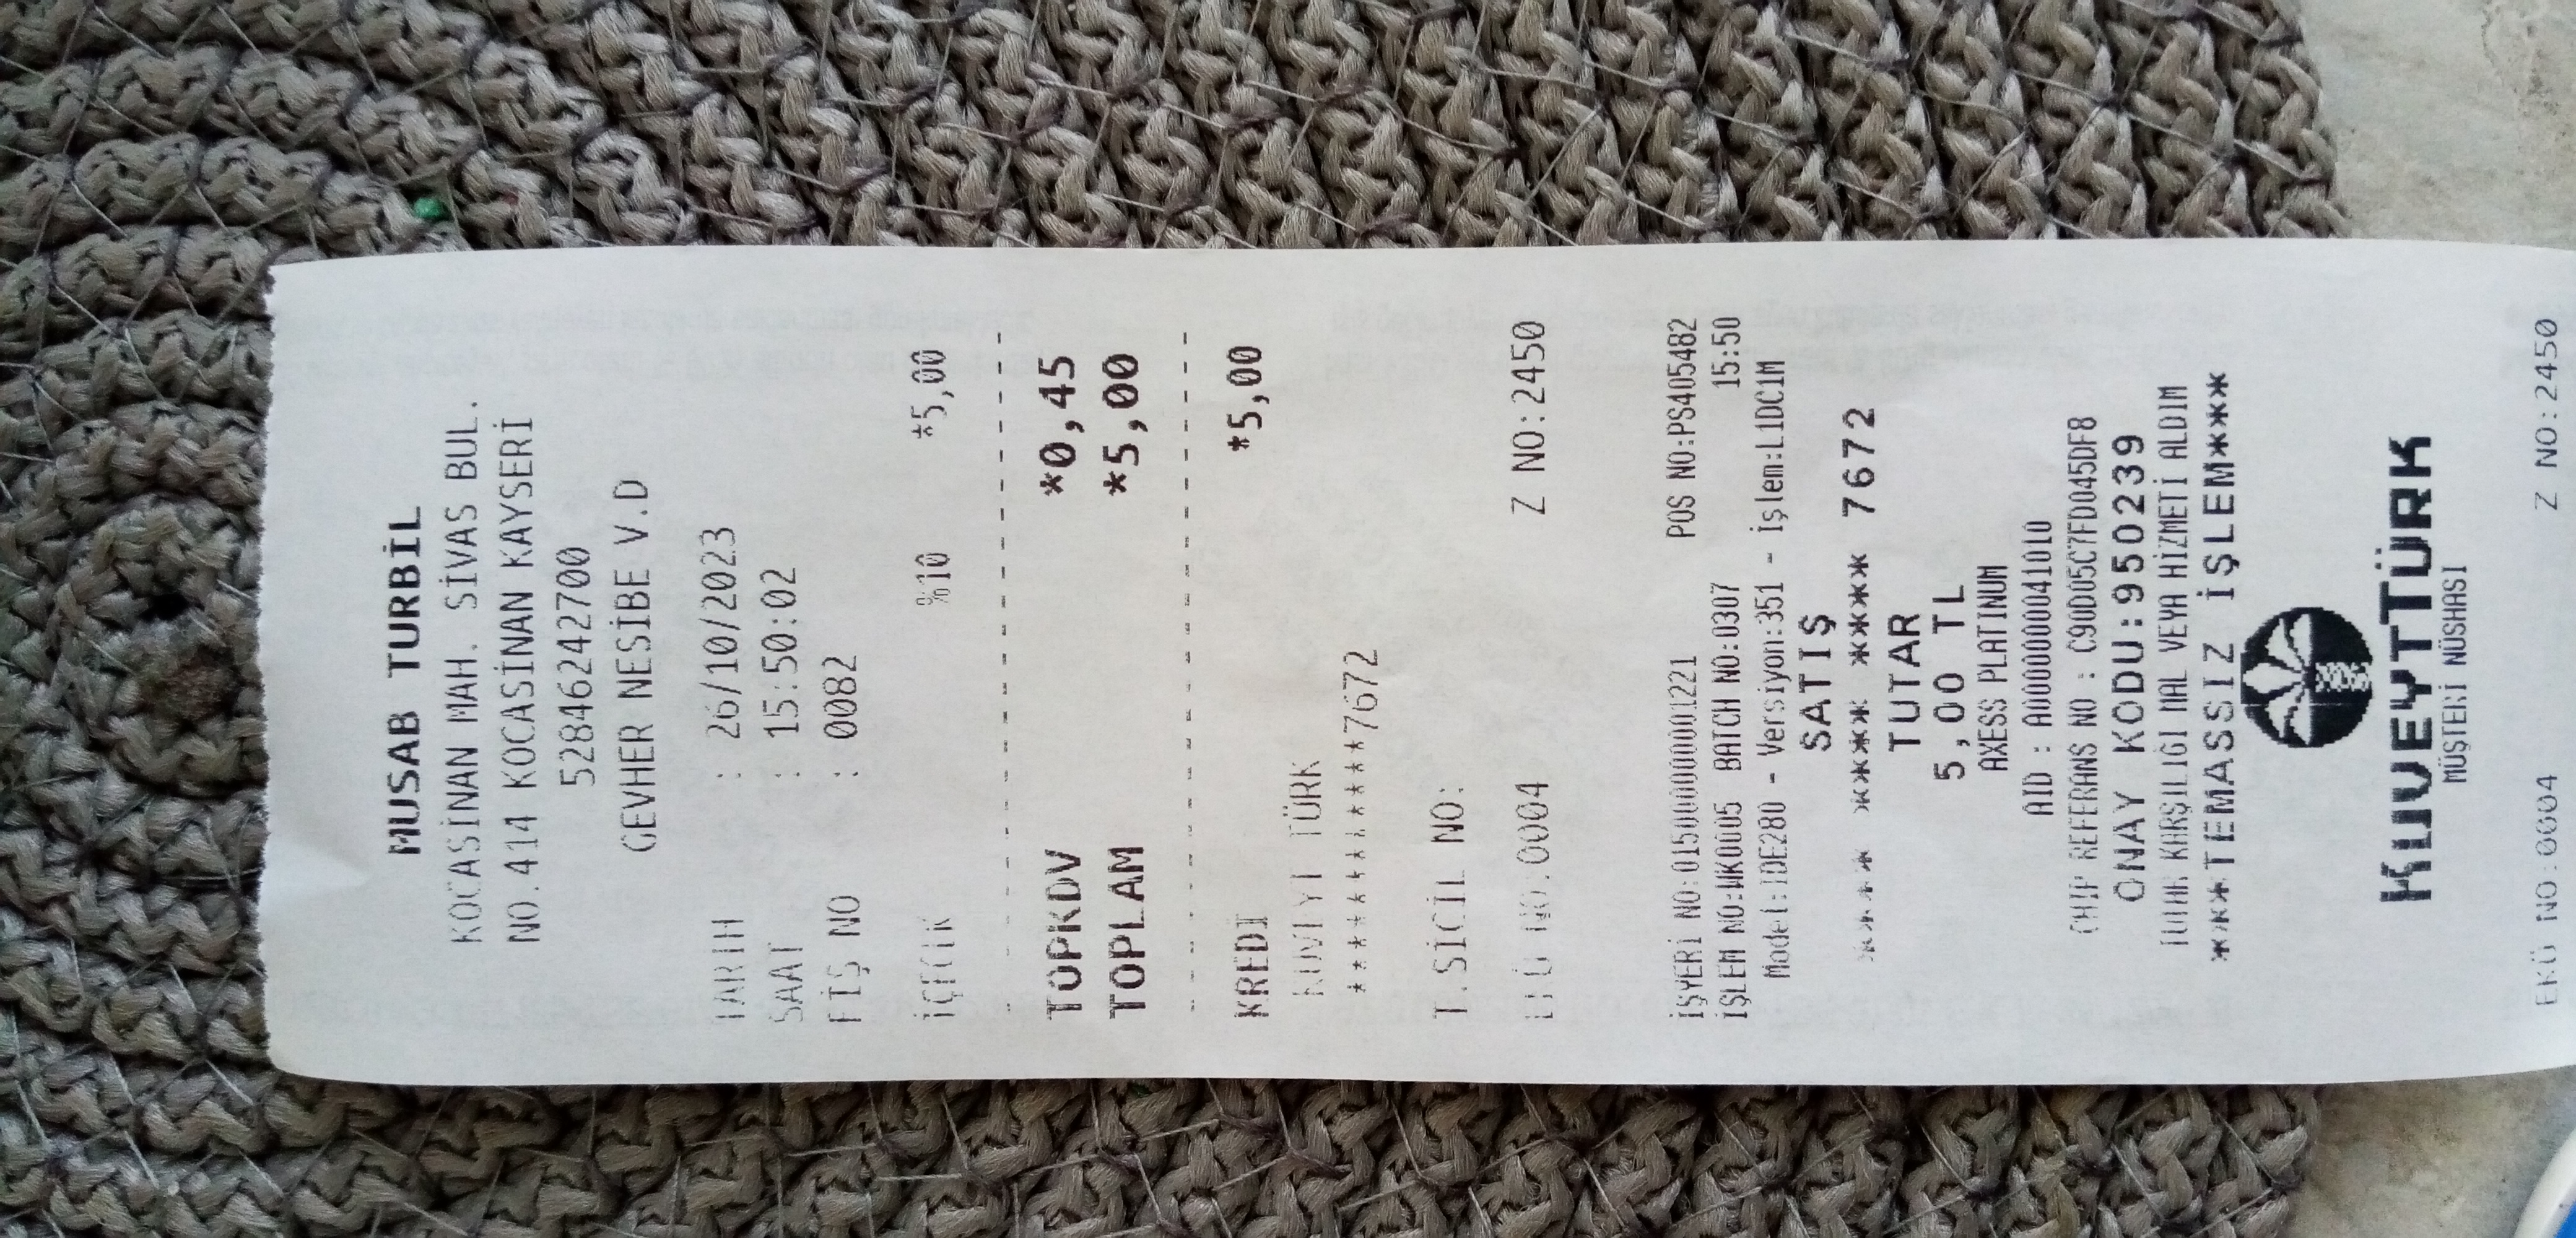 MUSAB TURBİL
KOCASİNAN MAH. SİVAS BUL.
NO.414 KOCASİNAN KAYSERİ
52846242700
GEVHER NESİBE V.D
TARİH : 26/10/2023
SAAT : 15:50:02
FİŞ NO : 0082
İÇECEK %10 *5,00
TOPKDV *0,45
TOPLAM *5,00
KREDİ *5,00
KUVEYT TÜRK
************7672
T.SİCİL NO:
EKÜ NO:0004 Z NO:2450
POS NO:PS405482
İŞLEM NO:WK0005 BATCH NO:0307 15:50
Model:IDE280 - Versiyon:351 - İşlem:L1DC1M
SATIŞ
**** **** **** 7672
TUTAR
5,00 TL
AXESS PLATINUM
AID : A0000000041010
CHIP REFERANS NO : C90D05C7FD045DF8
ONAY KODU:950239
TUTAR KARŞILIĞI MAL VEYA HİZMETİ ALDIM
***TEMASSIZ İŞLEM***
KUVEYT TÜRK
MÜŞTERİ NÜSHASI
EKÜ NO:0004 Z NO:2450